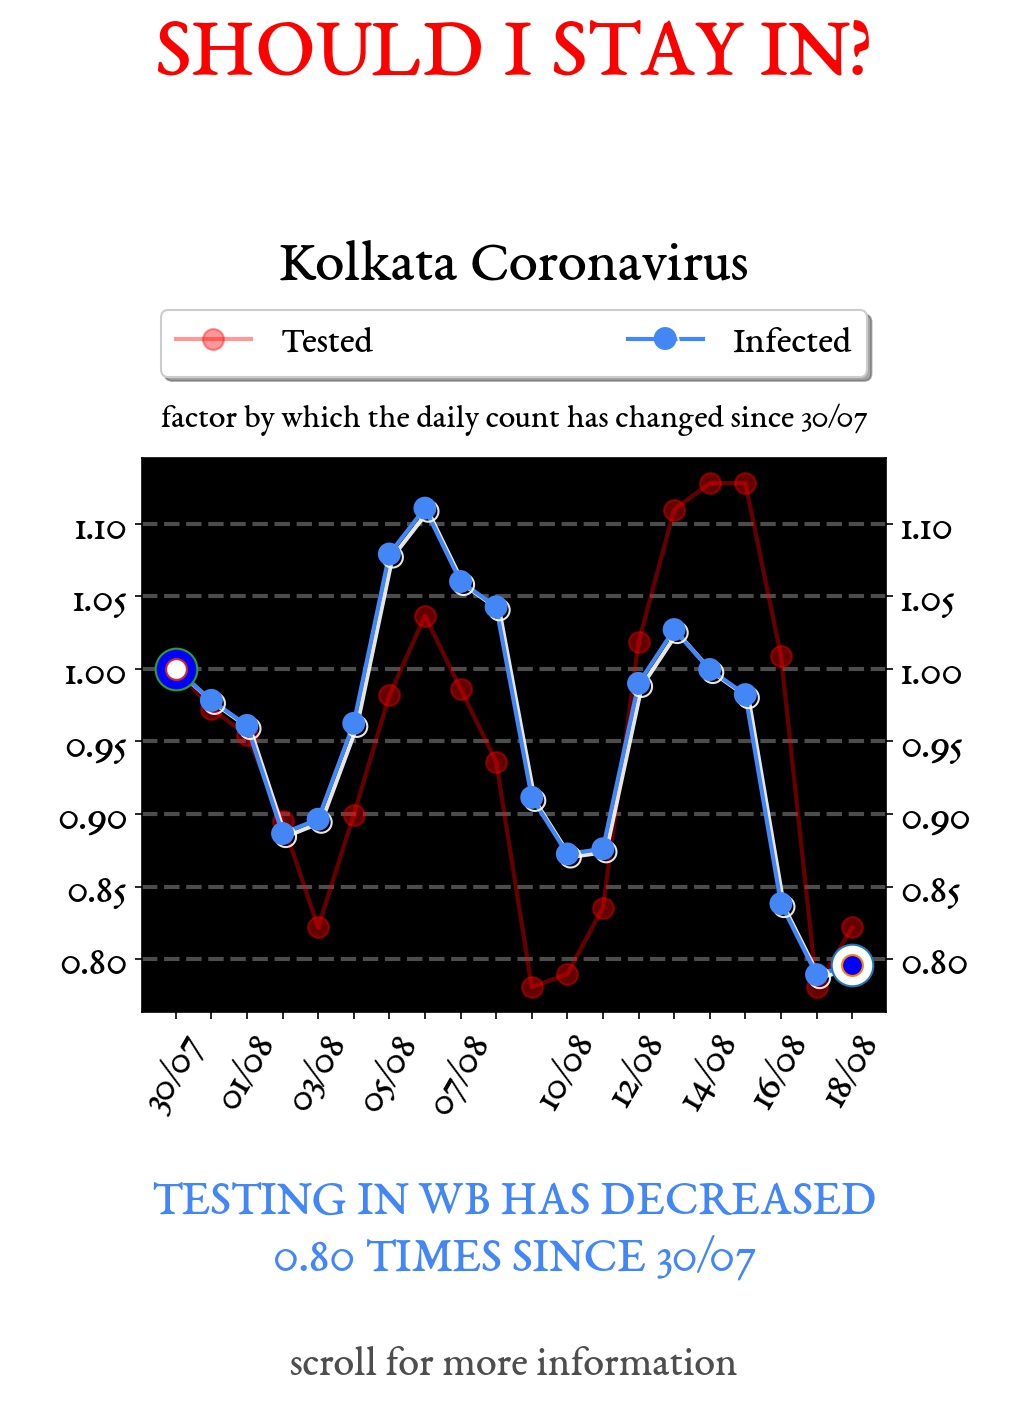 SHOULD I STAY IN?
Kolkata Coronavirus
Tested Infected
factor by which the daily count has changed since 30/07
1.10 1.10
1.05 1.05
1.00 1.00
0.95 0.95
0.90 0.90
0.85 0.85
0.80 0.80
30/07 01/08 03/08 05/08 07/08 10/08 12/08 14/08 16/08 18/08
TESTING IN WB HAS DECREASED
0.80 TIMES SINCE 30/07
scroll for more information